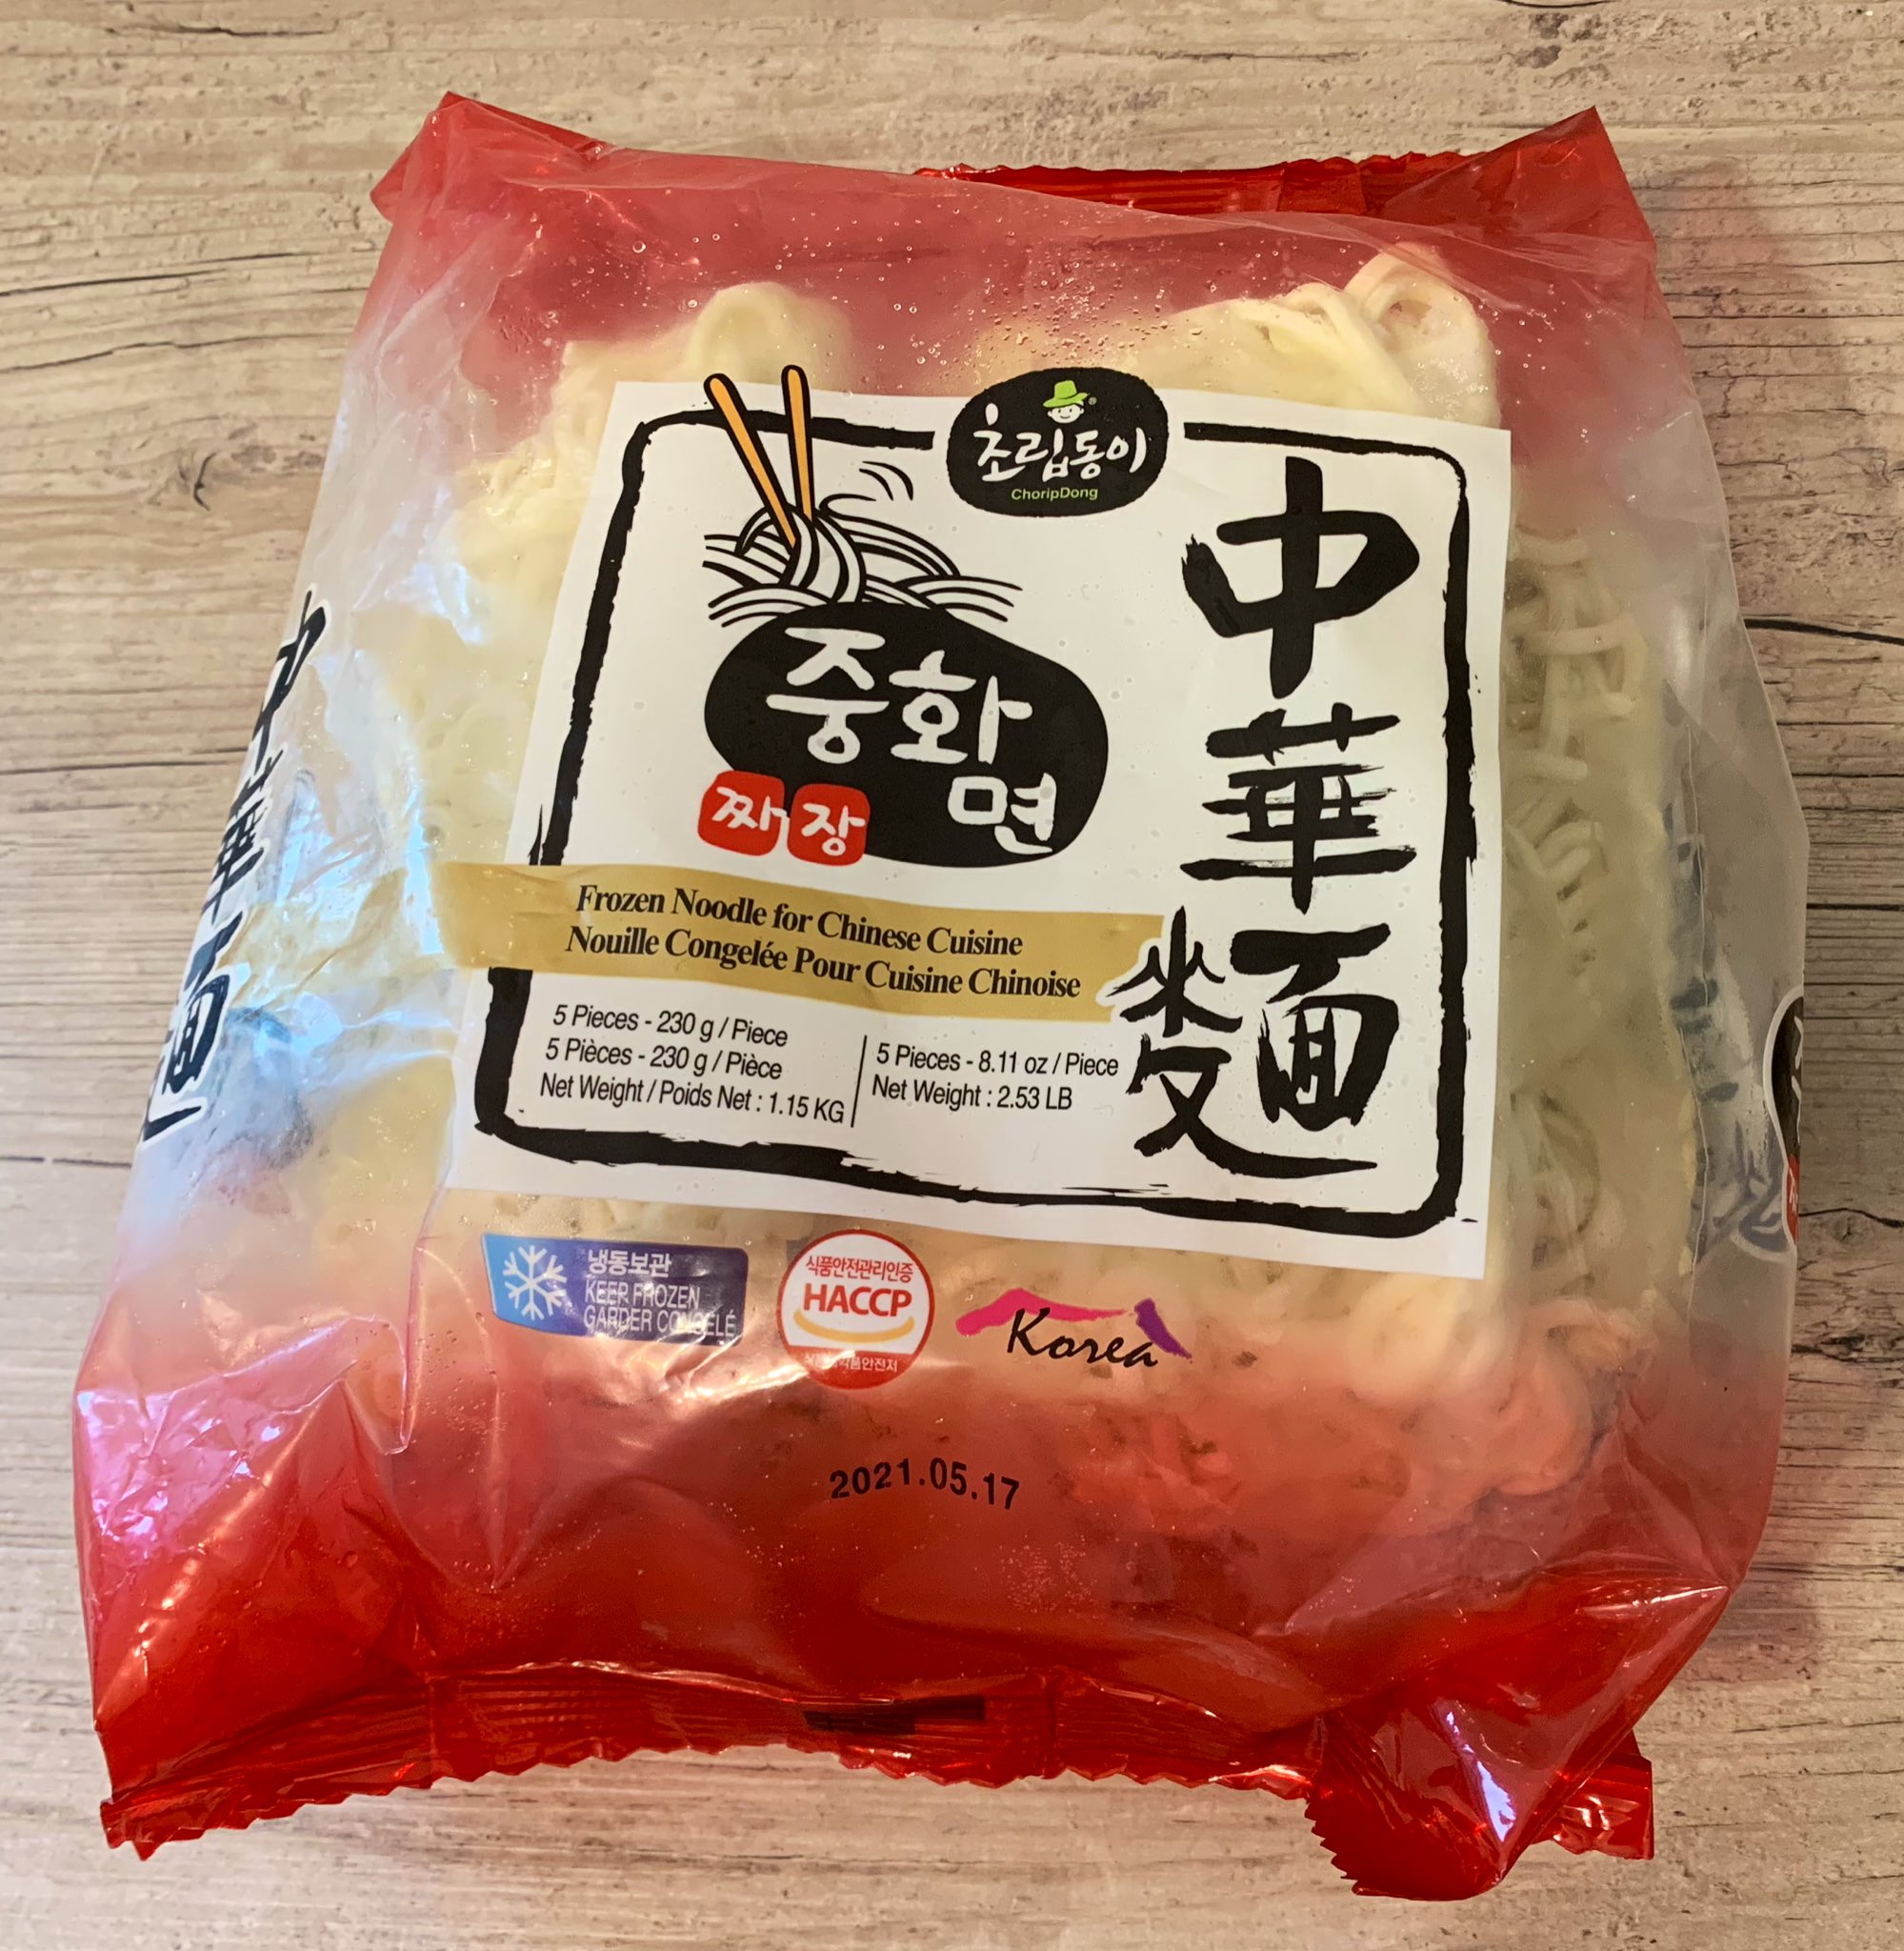 초립동이
ChoripDong
中華麵
중화
면
짜장
Frozen Noodle for Chinese Cuisine
Nouille Congelée Pour Cuisine Chinoise
5 Pieces - 230 g / Piece
5 Pièces - 230 g / Pièce
Net Weight / Poids Net : 1.15 KG
5 Pieces - 8.11 oz / Piece
Net Weight : 2.53 LB
냉동보관
KEEP FROZEN
GARDER CONGELÉ
식품안전관리인증
HACCP
Korea
2021.05.17
中華麵